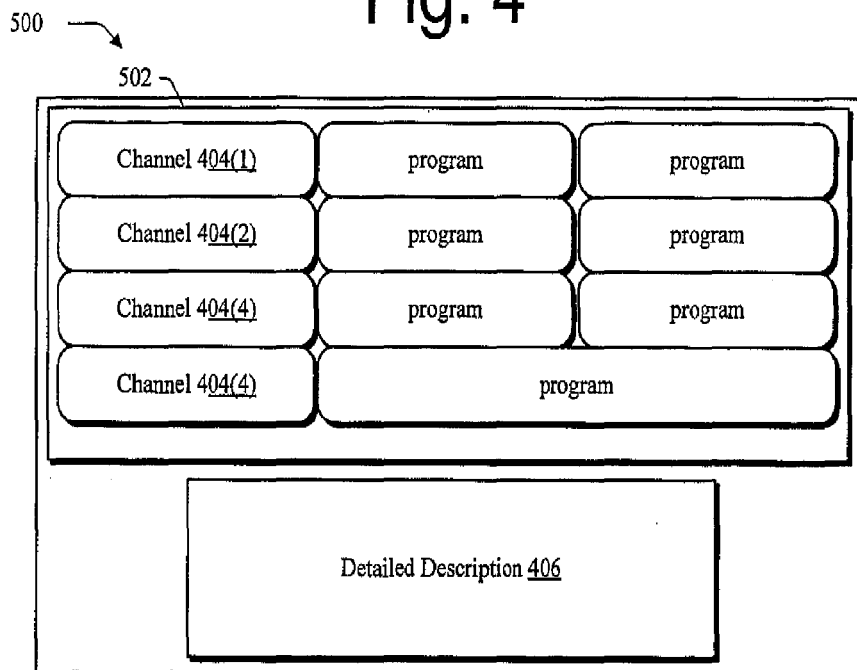 Fig. 4
500
502
Channel 404(1) program program
Channel 404(2) program program
Channel 404(4) program program
Channel 404(4) program
Detailed Description 406